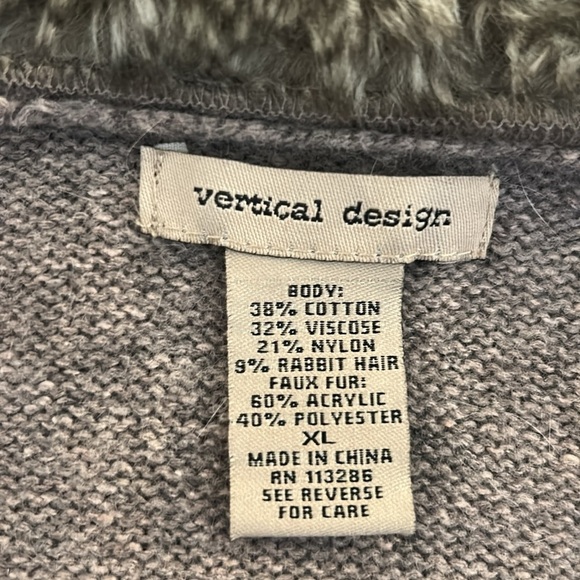 vertical design
BODY:
38% COTTON
32% VISCOSE
21% NYLON
9% RABBIT HAIR
FAUX FUR:
60% ACRYLIC
40% POLYESTER
XL
MADE IN CHINA
RN 113286
SEE REVERSE
FOR CARE